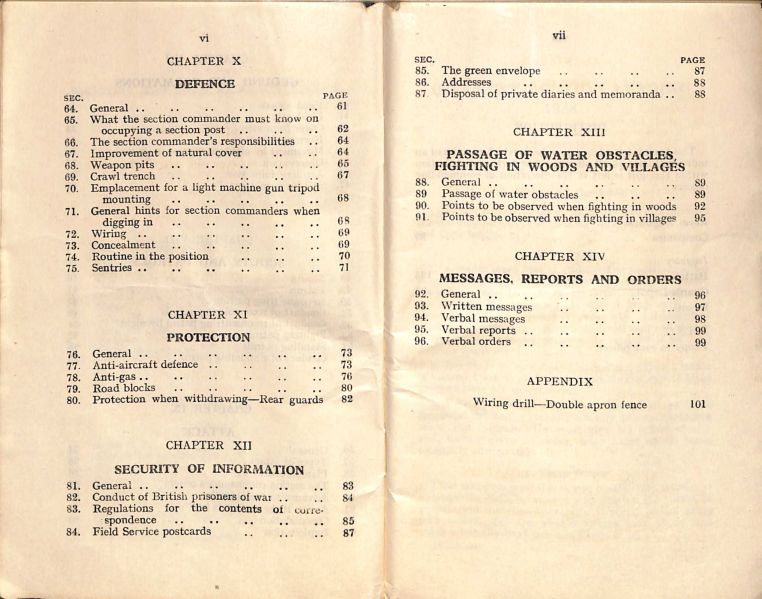 vi
CHAPTER X
DEFENCE
SEC. PAGE
64. General .. .. .. .. .. .. 61
65. What the section commander must know on
occupying a section post .. .. .. 62
66. The section commander's responsibilities .. 64
67. Improvement of natural cover .. .. 64
68. Weapon pits .. .. .. .. .. 65
69. Crawl trench .. .. .. .. .. 67
70. Emplacement for a light machine gun tripod
mounting .. .. .. .. .. 68
71. General hints for section commanders when
digging in .. .. .. .. .. 68
72. Wiring .. .. .. .. .. .. 69
73. Concealment .. .. .. .. .. 69
74. Routine in the position .. .. .. 70
75. Sentries .. .. .. .. .. .. 71
CHAPTER XI
PROTECTION
76. General .. .. .. .. .. .. 73
77. Anti-aircraft defence .. .. .. .. 73
78. Anti-gas .. .. .. .. .. .. 76
79. Road blocks .. .. .. .. .. 80
80. Protection when withdrawing—Rear guards 82
CHAPTER XII
SECURITY OF INFORMATION
81. General .. .. .. .. .. .. 83
82. Conduct of British prisoners of war .. .. 84
83. Regulations for the contents of corre-
spondence .. .. .. .. .. 85
84. Field Service postcards .. .. .. 87
vii
SEC. PAGE
85. The green envelope .. .. .. .. 87
86. Addresses .. .. .. .. .. 88
87 Disposal of private diaries and memoranda .. 88
CHAPTER XIII
PASSAGE OF WATER OBSTACLES,
FIGHTING IN WOODS AND VILLAGES
88. General .. .. .. .. .. .. 89
89 Passage of water obstacles .. .. .. 89
90. Points to be observed when fighting in woods 92
91. Points to be observed when fighting in villages 95
CHAPTER XIV
MESSAGES, REPORTS AND ORDERS
92. General .. .. .. .. .. .. 96
93. Written messages .. .. .. .. 97
94. Verbal messages .. .. .. .. 98
95. Verbal reports .. .. .. .. .. 99
96. Verbal orders .. .. .. .. .. 99
APPENDIX
Wiring drill—Double apron fence 101